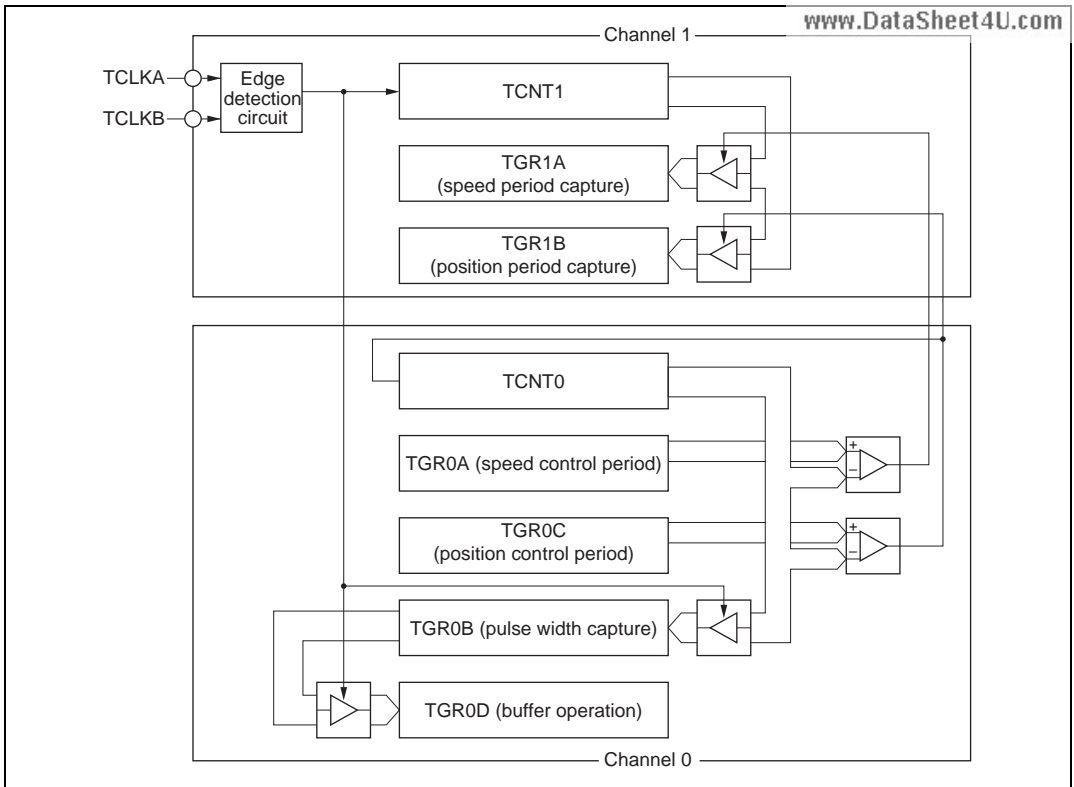 www.DataSheet4U.com
Channel 1
TCLKA
TCLKB
Edge
detection
circuit
TCNT1
TGR1A
(speed period capture)
TGR1B
(position period capture)
TCNT0
TGR0A (speed control period)
+
−
TGR0C
(position control period)
+
−
TGR0B (pulse width capture)
TGR0D (buffer operation)
Channel 0